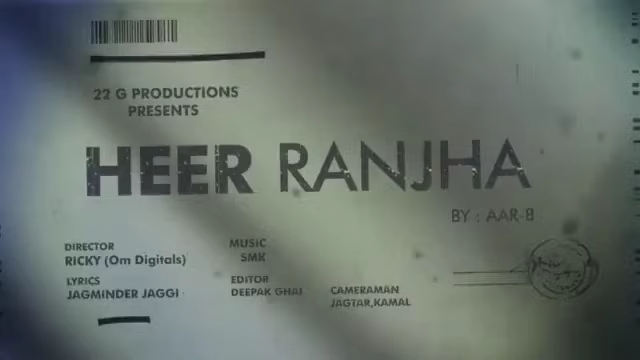 22 G PRODUCTIONS
PRESENTS
HEER RANJHA
BY : AAR-B
DIRECTOR
RICKY (Om Digitals)
MUSIC
SMK
LYRICS
JAGMINDER JAGGI
EDITOR
DEEPAK GHAI
CAMERAMAN
JAGTAR,KAMAL